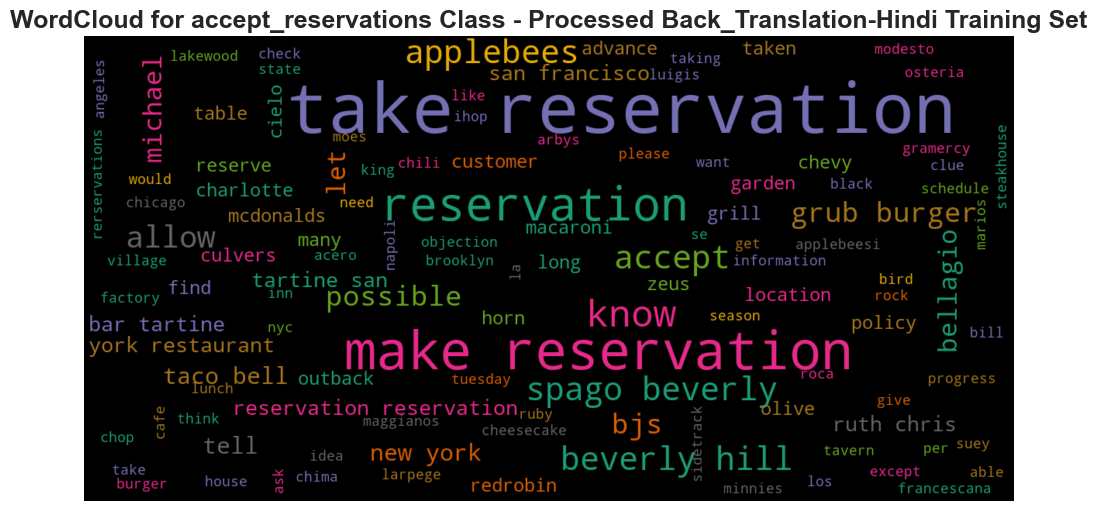 WordCloud for accept_reservations Class - Processed Back_Translation-Hindi Training Set
lakewood
check
applebees
advance
taken
modesto
state
taking
san francisco
luigis
osteria
angeles
michael
cielo
take reservation
like
ihop
table
moes
arbys
gramercy
steakhouse
king
chili
customer
please
want
chevy
clue
reserve
let
would
charlotte
need
garden
black
schedule
rerservations
chicago
mcdonalds
reservation
macaroni
grill
grub burger
marios
allow
many
napoli
objection
se
get
applebeesi
village
culvers
acero
brooklyn
la
long
accept
information
bellagio
factory
find
tartine san
inn
possible
zeus
location
bird
rock
bar tartine
nyc
horn
know
season
policy
bill
york restaurant
make reservation
taco bell
lunch
outback
tuesday
spago beverly
roca
progress
cafe
think
reservation reservation
maggianos
ruby
cheesecake
bjs
olive
give
ruth chris
chop
tell
idea
new york
beverly hill
sidetrack
tavern
per
suey
take
burger
house
ask
chima
larpege
redrobin
minnies
los
except
able
francescana